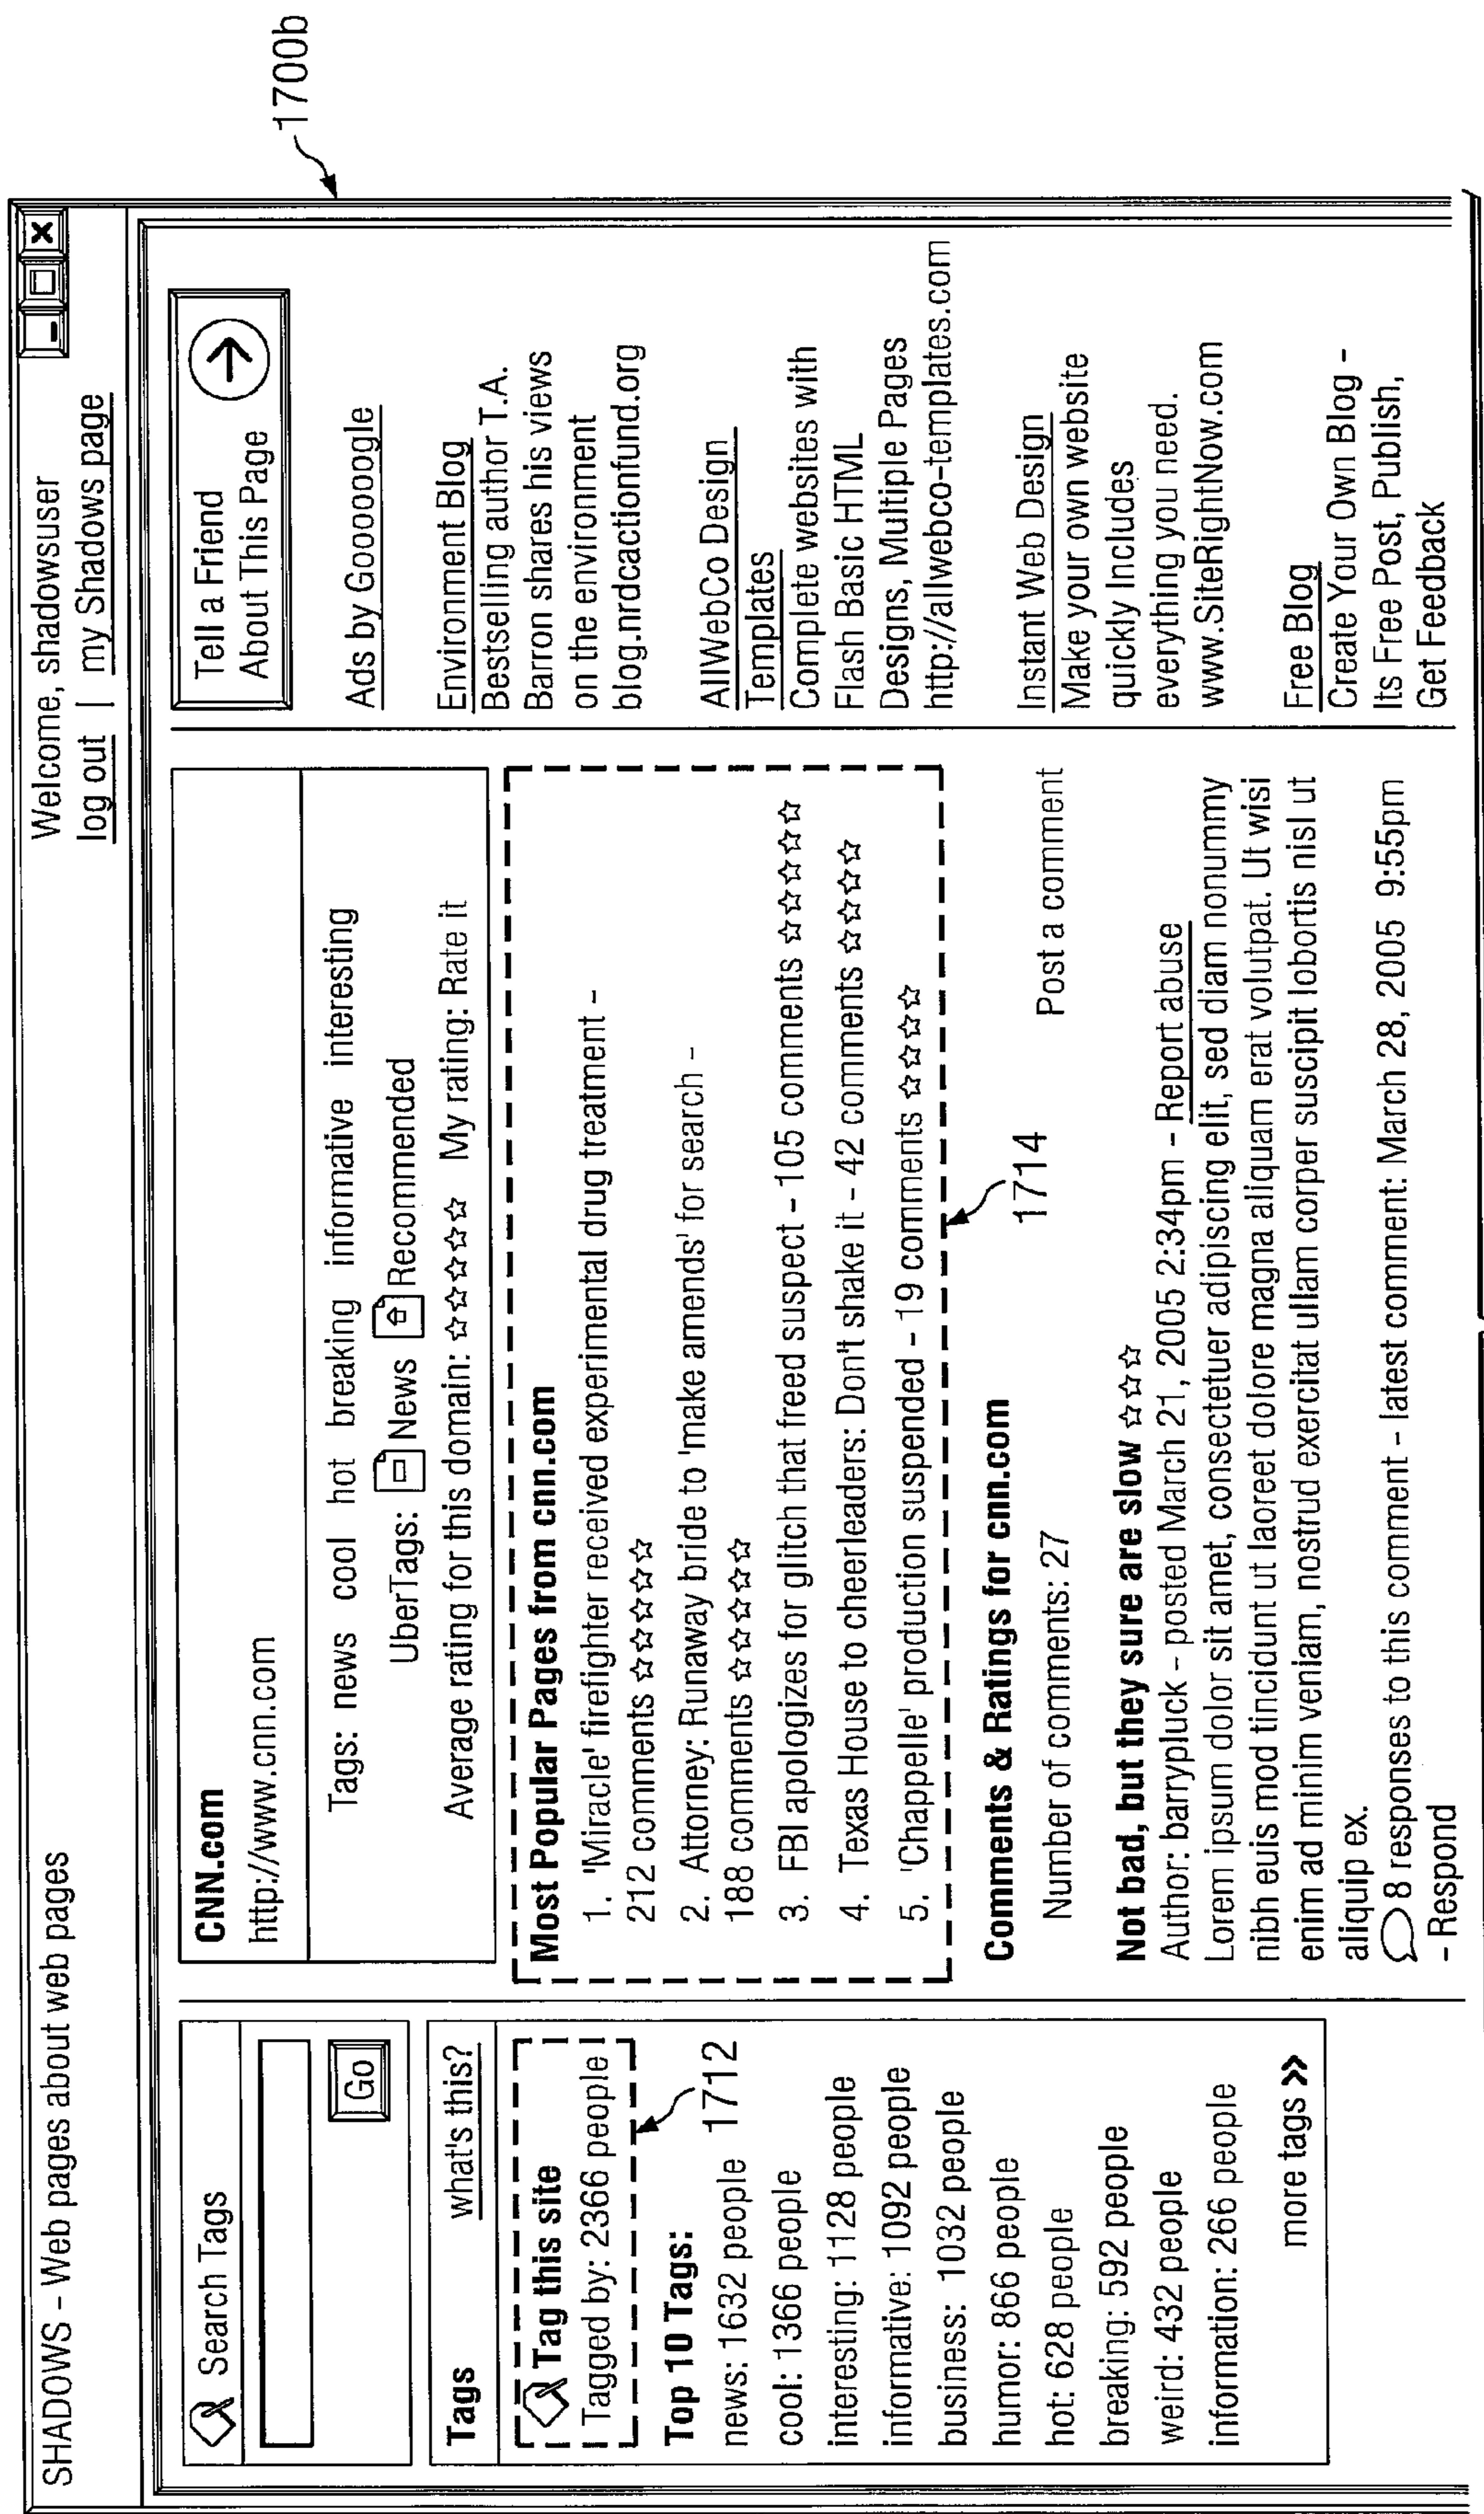 SHADOWS – Web pages about web pages
Welcome, shadowsuser
log out | my Shadows page
1700b
Search Tags
Go
Tags what's this?
Tag this site
Tagged by: 2366 people
1712
Top 10 Tags:
news: 1632 people
cool: 1366 people
interesting: 1128 people
informative: 1092 people
business: 1032 people
humor: 866 people
hot: 628 people
breaking: 592 people
weird: 432 people
information: 266 people
more tags »
CNN.com
http://www.cnn.com
Tags: news cool hot breaking informative interesting
UberTags: News Recommended
Average rating for this domain: ☆☆☆☆☆ My rating: Rate it
Most Popular Pages from cnn.com
1. 'Miracle' firefighter received experimental drug treatment –
212 comments ☆☆☆☆☆
2. Attorney: Runaway bride to 'make amends' for search –
188 comments ☆☆☆☆☆
3. FBI apologizes for glitch that freed suspect – 105 comments ☆☆☆☆☆
4. Texas House to cheerleaders: Don't shake it – 42 comments ☆☆☆☆
5. 'Chappelle' production suspended – 19 comments ☆☆☆☆
1714
Comments & Ratings for cnn.com
Number of comments: 27 Post a comment
Not bad, but they sure are slow ☆☆☆
Author: barrypluck – posted March 21, 2005 2:34pm – Report abuse
Lorem ipsum dolor sit amet, consectetuer adipiscing elit, sed diam nonummy
nibh euis mod tincidunt ut laoreet dolore magna aliquam erat volutpat. Ut wisi
enim ad minim veniam, nostrud exercitat ullam corper suscipit lobortis nisl ut
aliquip ex.
8 responses to this comment – latest comment: March 28, 2005 9:55pm
– Respond
Tell a Friend
About This Page
Ads by Goooooogle
Environment Blog
Bestselling author T.A.
Barron shares his views
on the environment
blog.nrdcactionfund.org
AllWebCo Design
Templates
Complete websites with
Flash Basic HTML
Designs, Multiple Pages
http://allwebco-templates.com
Instant Web Design
Make your own website
quickly Includes
everything you need.
www.SiteRightNow.com
Free Blog
Create Your Own Blog –
Its Free Post, Publish,
Get Feedback